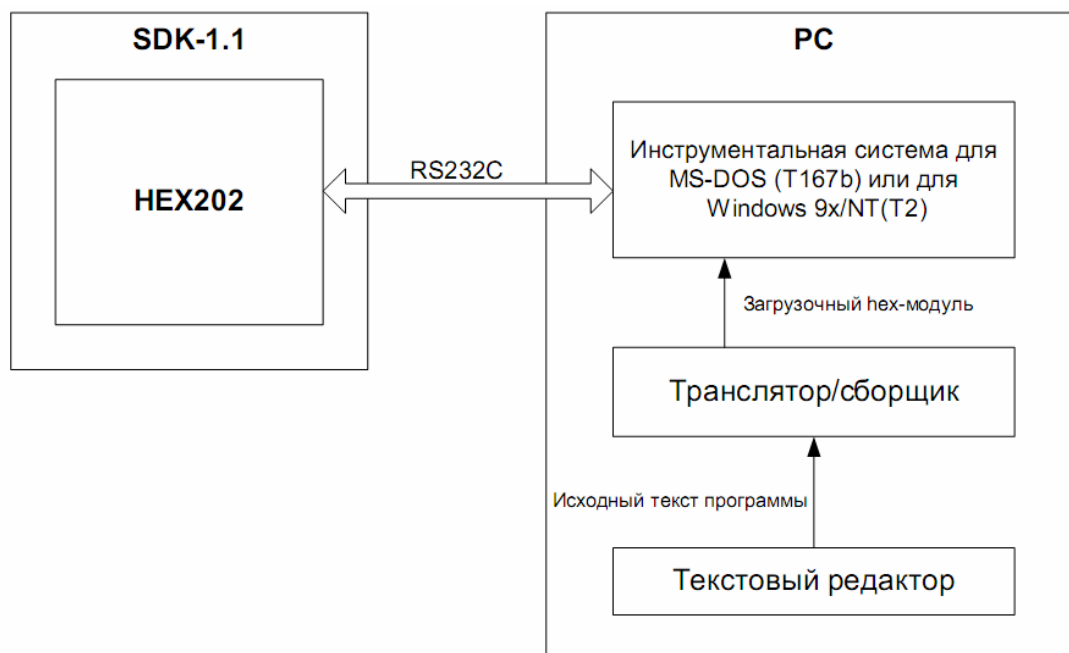 SDK-1.1
HEX202
RS232C
PC
Инструментальная система для
MS-DOS (T167b) или для
Windows 9x/NT(T2)
Загрузочный hex-модуль
Транслятор/сборщик
Исходный текст программы
Текстовый редактор